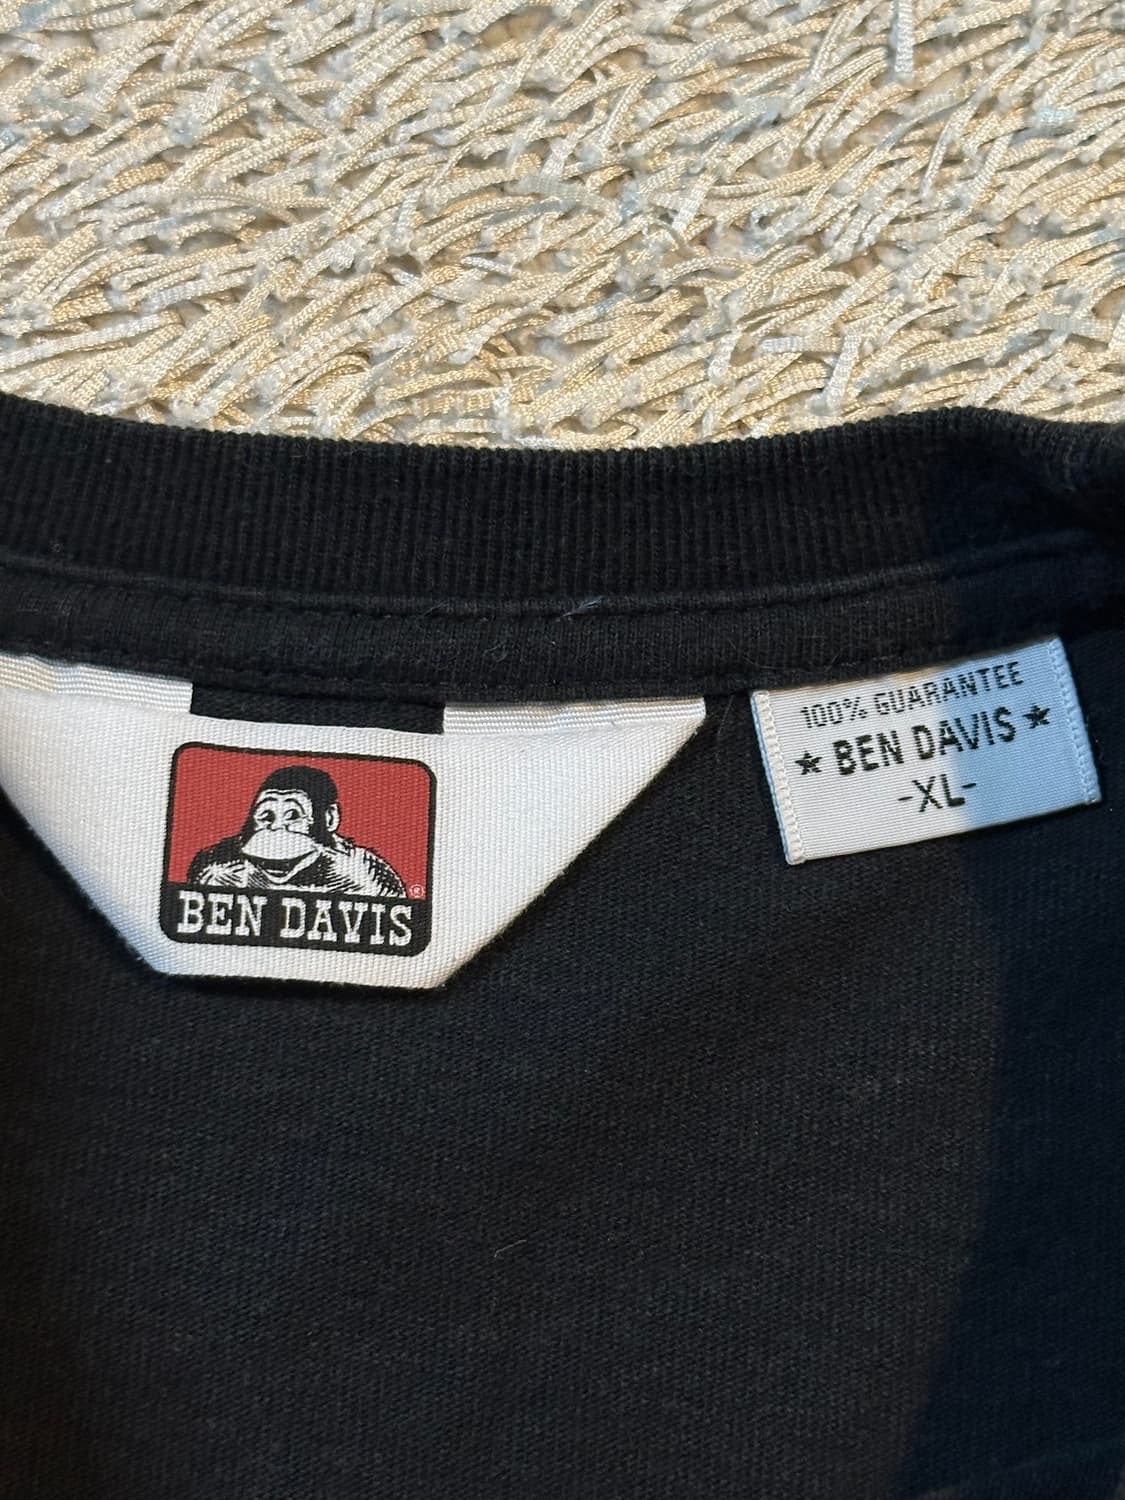 BEN DAVIS
®
100% GUARANTEE
★ BEN DAVIS ★
-XL-